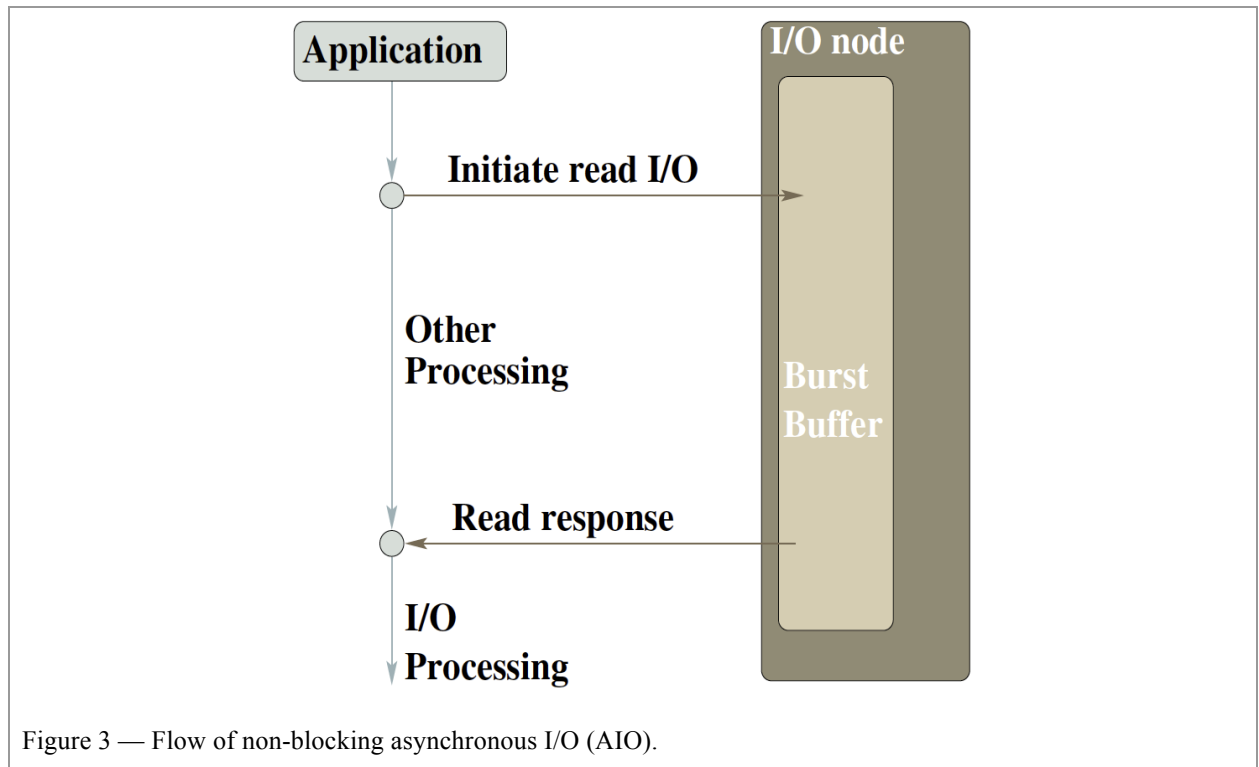 Application
I/O node
Initiate read I/O
Other
Processing
Burst
Buffer
Read response
I/O
Processing
Figure 3 — Flow of non-blocking asynchronous I/O (AIO).